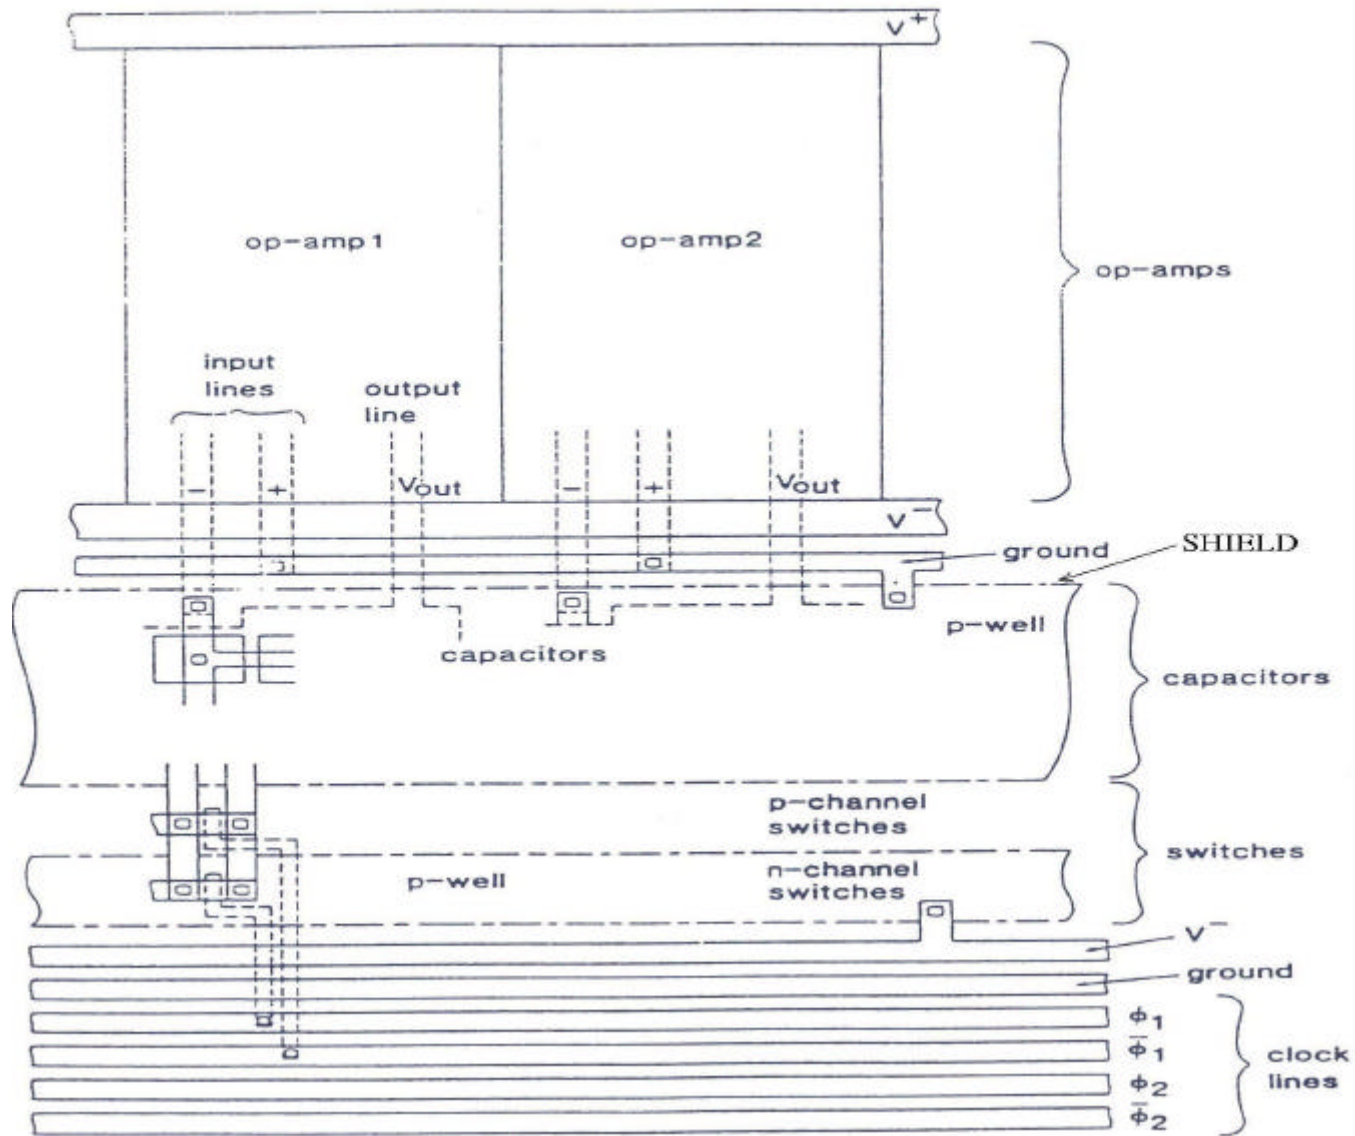 V+
op-amp1
op-amp2
op-amps
input
lines
output
line
- + Vout
- + Vout
V-
ground
SHIELD
p-well
capacitors
capacitors
p-channel
switches
switches
p-well
n-channel
switches
V-
ground
ϕ1
ϕ̄1
clock
lines
ϕ2
ϕ̄2